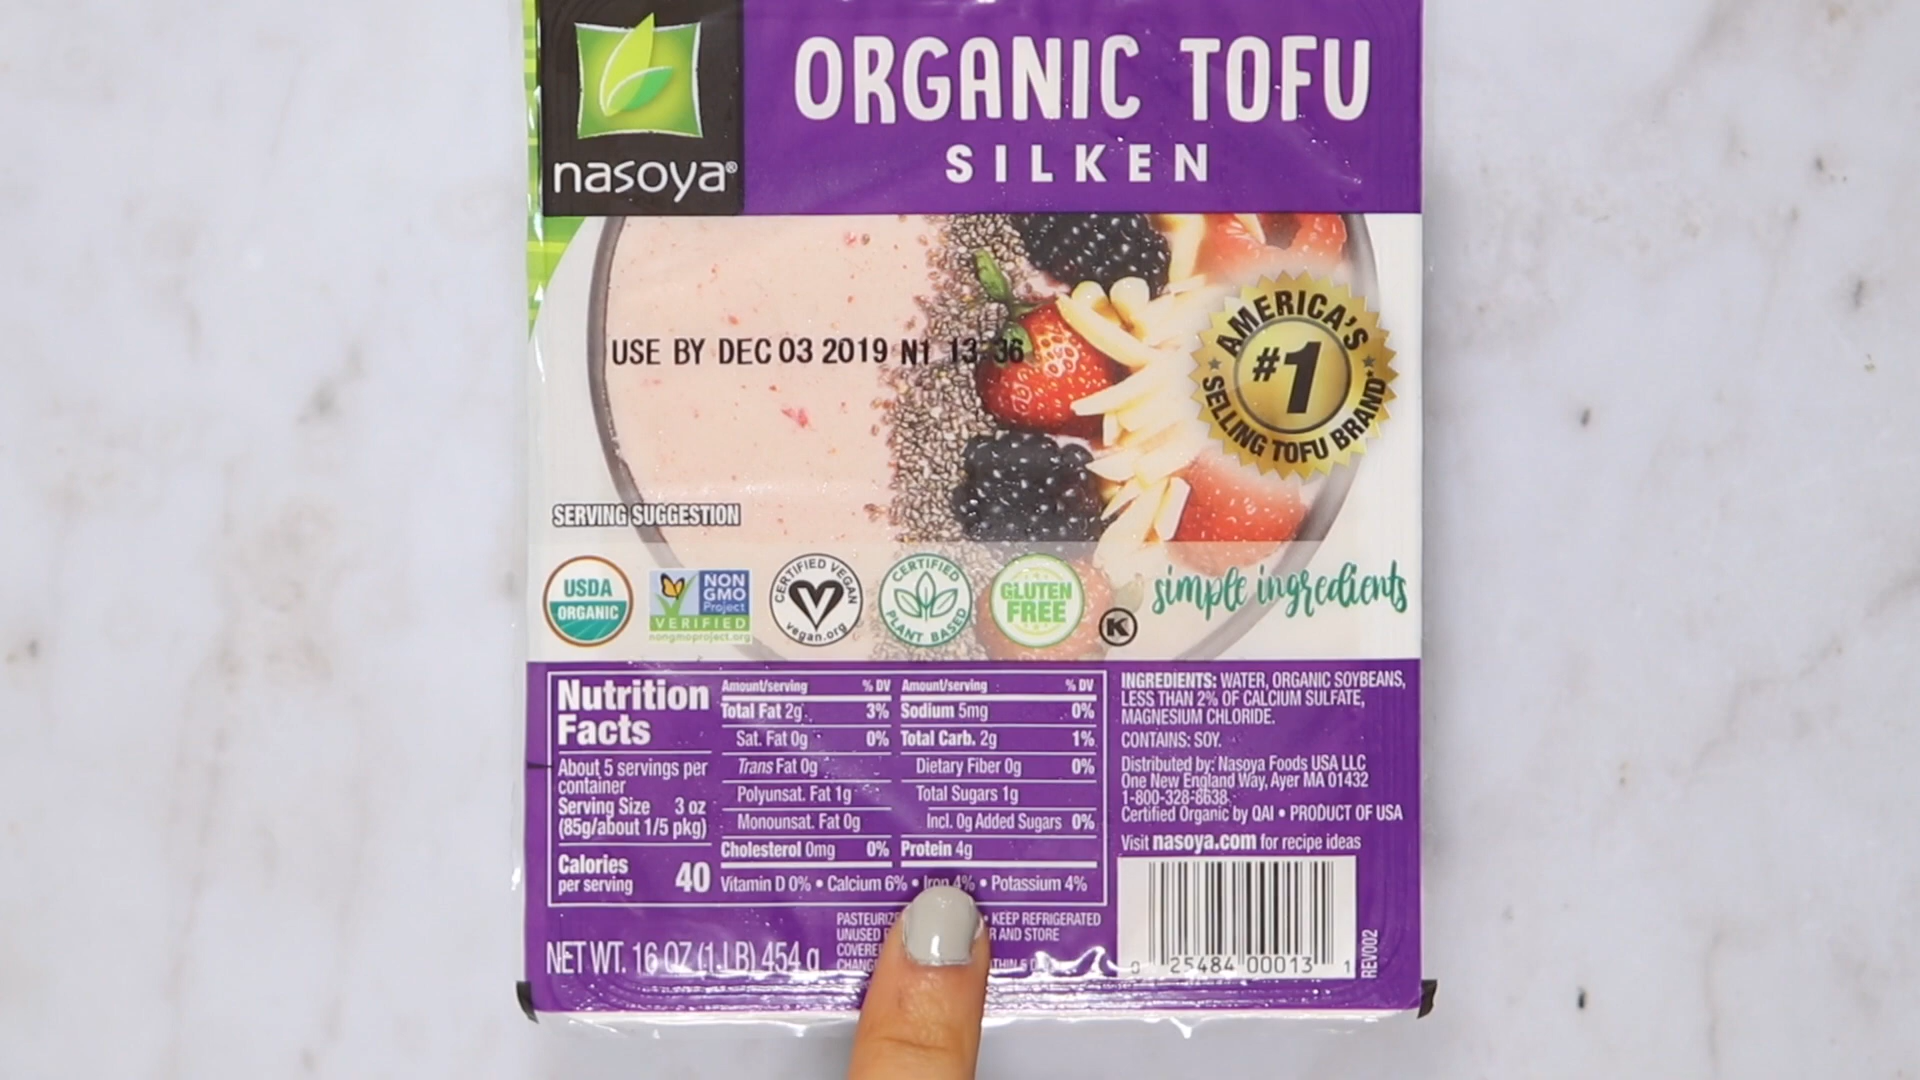 nasoya®
ORGANIC TOFU
SILKEN
USE BY DEC 03 2019 N1 13 36
AMERICA'S
#1
SELLING TOFU BRAND*
SERVING SUGGESTION
USDA
ORGANIC
NON
GMO
Project
VERIFIED
nongmoproject.org
CERTIFIED VEGAN
vegan.org
CERTIFIED
PLANT BASED
GLUTEN
FREE
K
simple ingredients
Nutrition
Facts
About 5 servings per
container
Serving Size 3 oz
(85g/about 1/5 pkg)
Calories
per serving 40
Amount/serving % DV
Total Fat 2g 3%
Sat. Fat 0g 0%
Trans Fat 0g
Polyunsat. Fat 1g
Monounsat. Fat 0g
Cholesterol 0mg 0%
Amount/serving % DV
Sodium 5mg 0%
Total Carb. 2g 1%
Dietary Fiber 0g 0%
Total Sugars 1g
Incl. 0g Added Sugars 0%
Protein 4g
Vitamin D 0% • Calcium 6% • Iron 4% • Potassium 4%
INGREDIENTS: WATER, ORGANIC SOYBEANS,
LESS THAN 2% OF CALCIUM SULFATE,
MAGNESIUM CHLORIDE.
CONTAINS: SOY.
Distributed by: Nasoya Foods USA LLC
One New England Way, Ayer MA 01432
1-800-328-8638
Certified Organic by QAI • PRODUCT OF USA
Visit nasoya.com for recipe ideas
NET WT. 16 OZ (1 LB) 454 g
• KEEP REFRIGERATED
UNUSED AND STORE
0 25484 00013 1
REV002